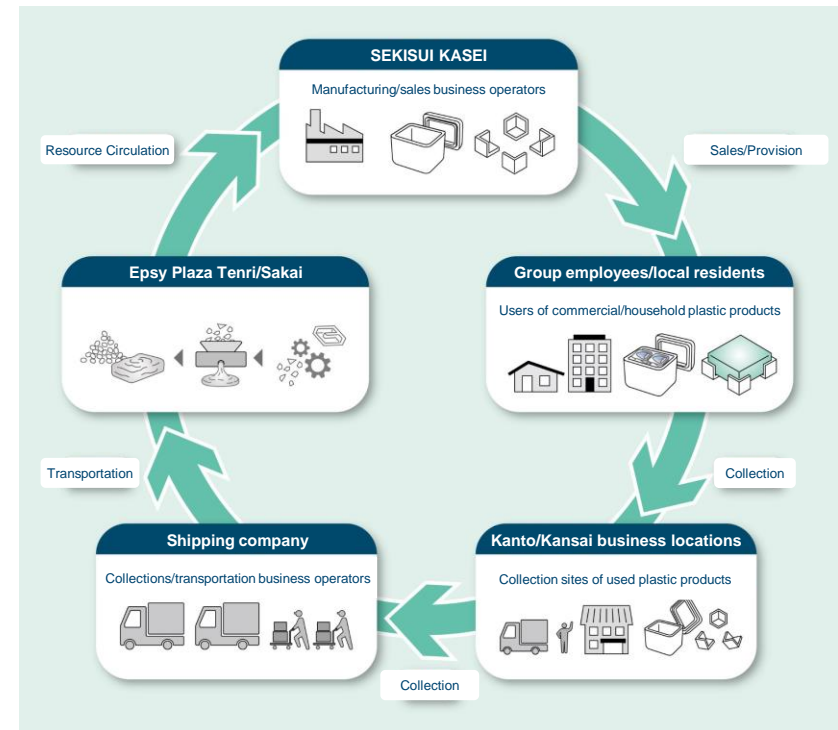 SEKISUI KASEI
Manufacturing/sales business operators
Resource Circulation
Sales/Provision
Epsy Plaza Tenri/Sakai
Group employees/local residents
Users of commercial/household plastic products
Transportation
Collection
Shipping company
Collections/transportation business operators
Kanto/Kansai business locations
Collection sites of used plastic products
Collection